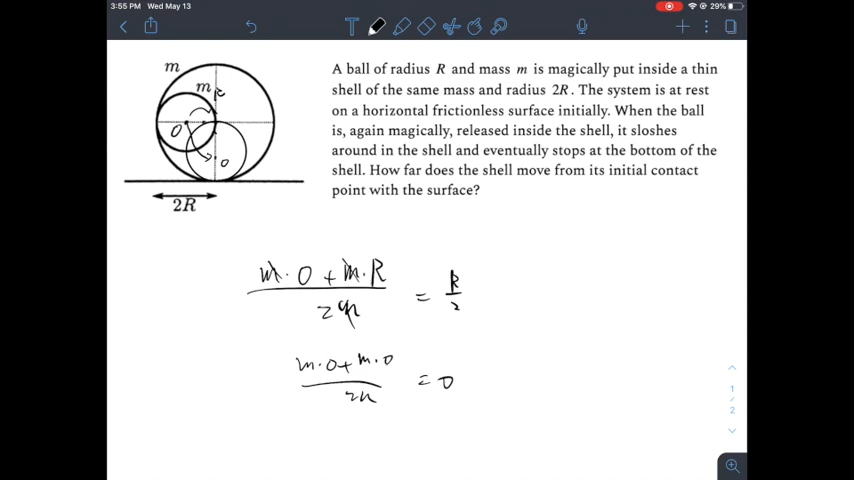 3:55 PM Wed May 13
29%
T
m
m
R
O
O
2R
A ball of radius R and mass m is magically put inside a thin
shell of the same mass and radius 2R. The system is at rest
on a horizontal frictionless surface initially. When the ball
is, again magically, released inside the shell, it sloshes
around in the shell and eventually stops at the bottom of the
shell. How far does the shell move from its initial contact
point with the surface?
m·0 + m·R / 2m = R/2
m·0 + m·0 / 2m = 0
1
/
2